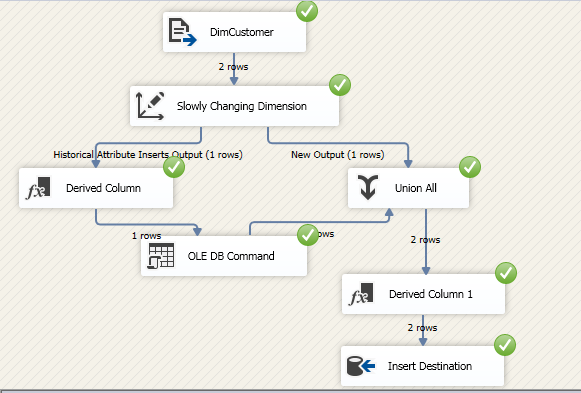 DimCustomer
2 rows
Slowly Changing Dimension
Historical Attribute Inserts Output (1 rows)
New Output (1 rows)
Derived Column
Union All
1 rows
ows
2 rows
OLE DB Command
Derived Column 1
2 rows
Insert Destination